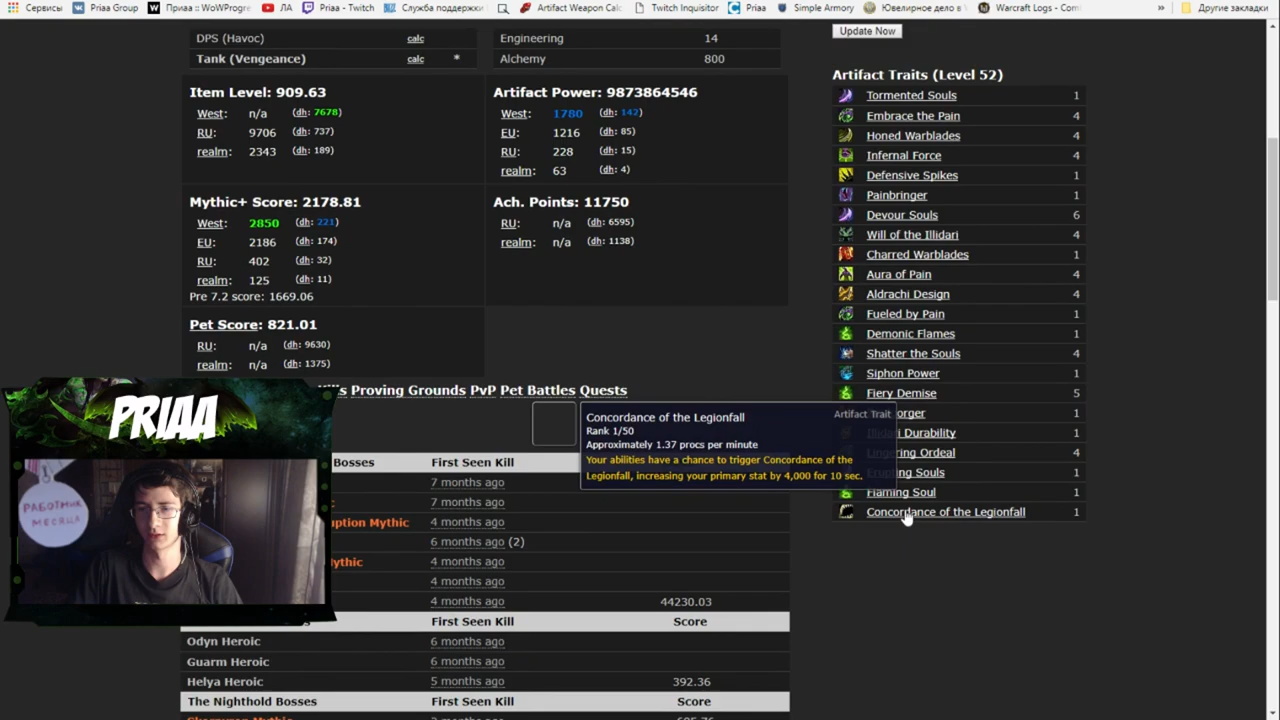 Сервисы Priaa Group Приаа :: WoWProgre ЛА Priaa - Twitch Служба поддержки Artifact Weapon Calc Twitch Inquisitor Priaa Simple Armory Ювелирное дело в Warcraft Logs - Com » Другие закладки
DPS (Havoc) calc
Tank (Vengeance) calc *
Engineering 14
Alchemy 800
Item Level: 909.63
West: n/a (dh: 7678)
RU: 9706 (dh: 737)
realm: 2343 (dh: 189)
Artifact Power: 9873864546
West: 1780 (dh: 142)
EU: 1216 (dh: 85)
RU: 228 (dh: 15)
realm: 63 (dh: 4)
Mythic+ Score: 2178.81
West: 2850 (dh: 221)
EU: 2186 (dh: 174)
RU: 402 (dh: 32)
realm: 125 (dh: 11)
Pre 7.2 score: 1669.06
Ach. Points: 11750
RU: n/a (dh: 6595)
realm: n/a (dh: 1138)
Pet Score: 821.01
RU: n/a (dh: 9630)
realm: n/a (dh: 1375)
Proving Grounds PvP Pet Battles Quests
Bosses First Seen Kill
7 months ago
7 months ago
Mythic 4 months ago
6 months ago (2)
4 months ago
4 months ago
4 months ago 44230.03
First Seen Kill Score
Odyn Heroic 6 months ago
Guarm Heroic 6 months ago
Helya Heroic 5 months ago 392.36
The Nighthold Bosses First Seen Kill Score
Update Now
Artifact Traits (Level 52)
Tormented Souls 1
Embrace the Pain 4
Honed Warblades 4
Infernal Force 4
Defensive Spikes 1
Painbringer 1
Devour Souls 6
Will of the Illidari 4
Charred Warblades 1
Aura of Pain 4
Aldrachi Design 4
Fueled by Pain 1
Demonic Flames 1
Shatter the Souls 4
Siphon Power 1
Fiery Demise 5
1
Illidari Durability 1
Lingering Ordeal 4
Erupting Souls 1
Flaming Soul 1
Concordance of the Legionfall 1
Concordance of the Legionfall Artifact Trait
Rank 1/50
Approximately 1.37 procs per minute
Your abilities have a chance to trigger Concordance of the
Legionfall, increasing your primary stat by 4,000 for 10 sec.
PRIAA
РАБОТНИК
МЕСЯЦА